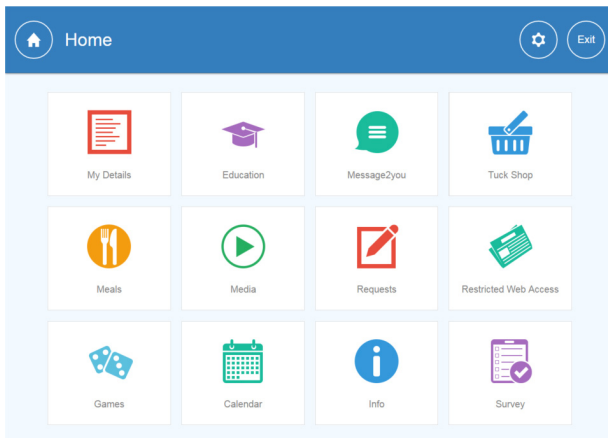 Home
Exit
My Details
Education
Message2you
Tuck Shop
Meals
Media
Requests
Restricted Web Access
Games
Calendar
Info
Survey